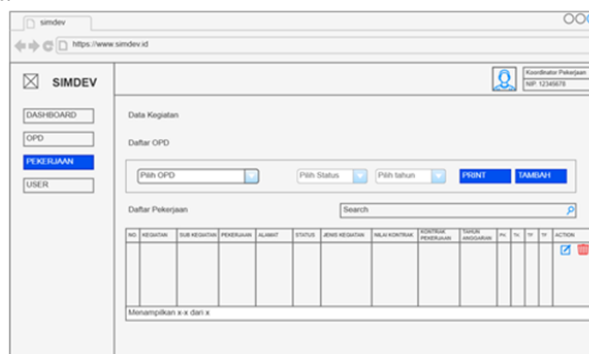 simdev
https://www.simdev.id
SIMDEV
Koordinator Pekerjaan
NIP. 12345678
DASHBOARD
OPD
PEKERJAAN
USER
Data Kegiatan
Daftar OPD
Pilih OPD
Pilih Status
Pilih tahun
PRINT
TAMBAH
Daftar Pekerjaan
Search
NO. KEGIATAN SUB KEGIATAN PEKERJAAN ALAMAT STATUS JENIS KEGIATAN NILAI KONTRAK KONTRAK PEKERJAAN TAHUN ANGGARAN ACTION
Menampilkan x-x dari x